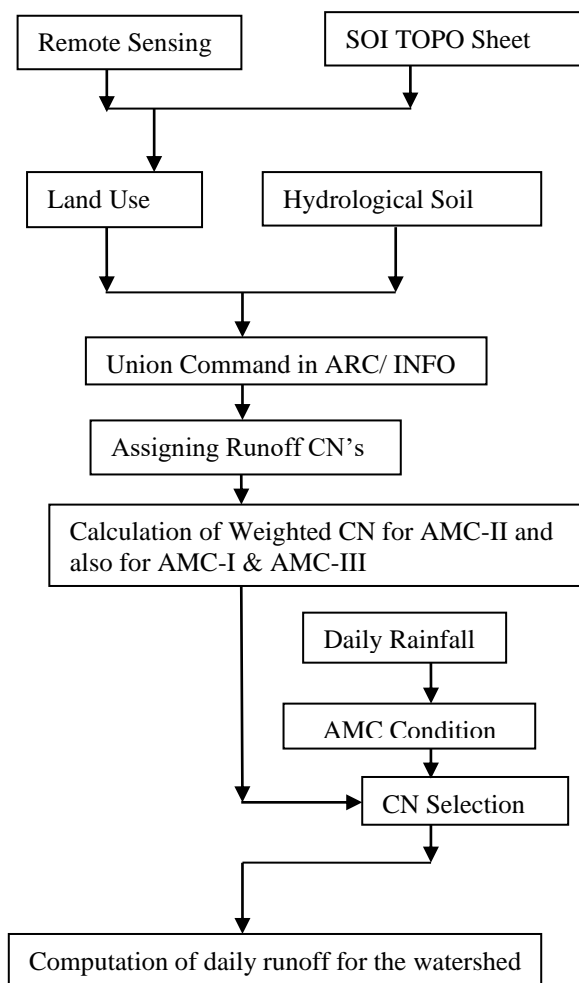 Remote Sensing
SOI TOPO Sheet
Land Use
Hydrological Soil
Union Command in ARC/ INFO
Assigning Runoff CN’s
Calculation of Weighted CN for AMC-II and
also for AMC-I & AMC-III
Daily Rainfall
AMC Condition
CN Selection
Computation of daily runoff for the watershed